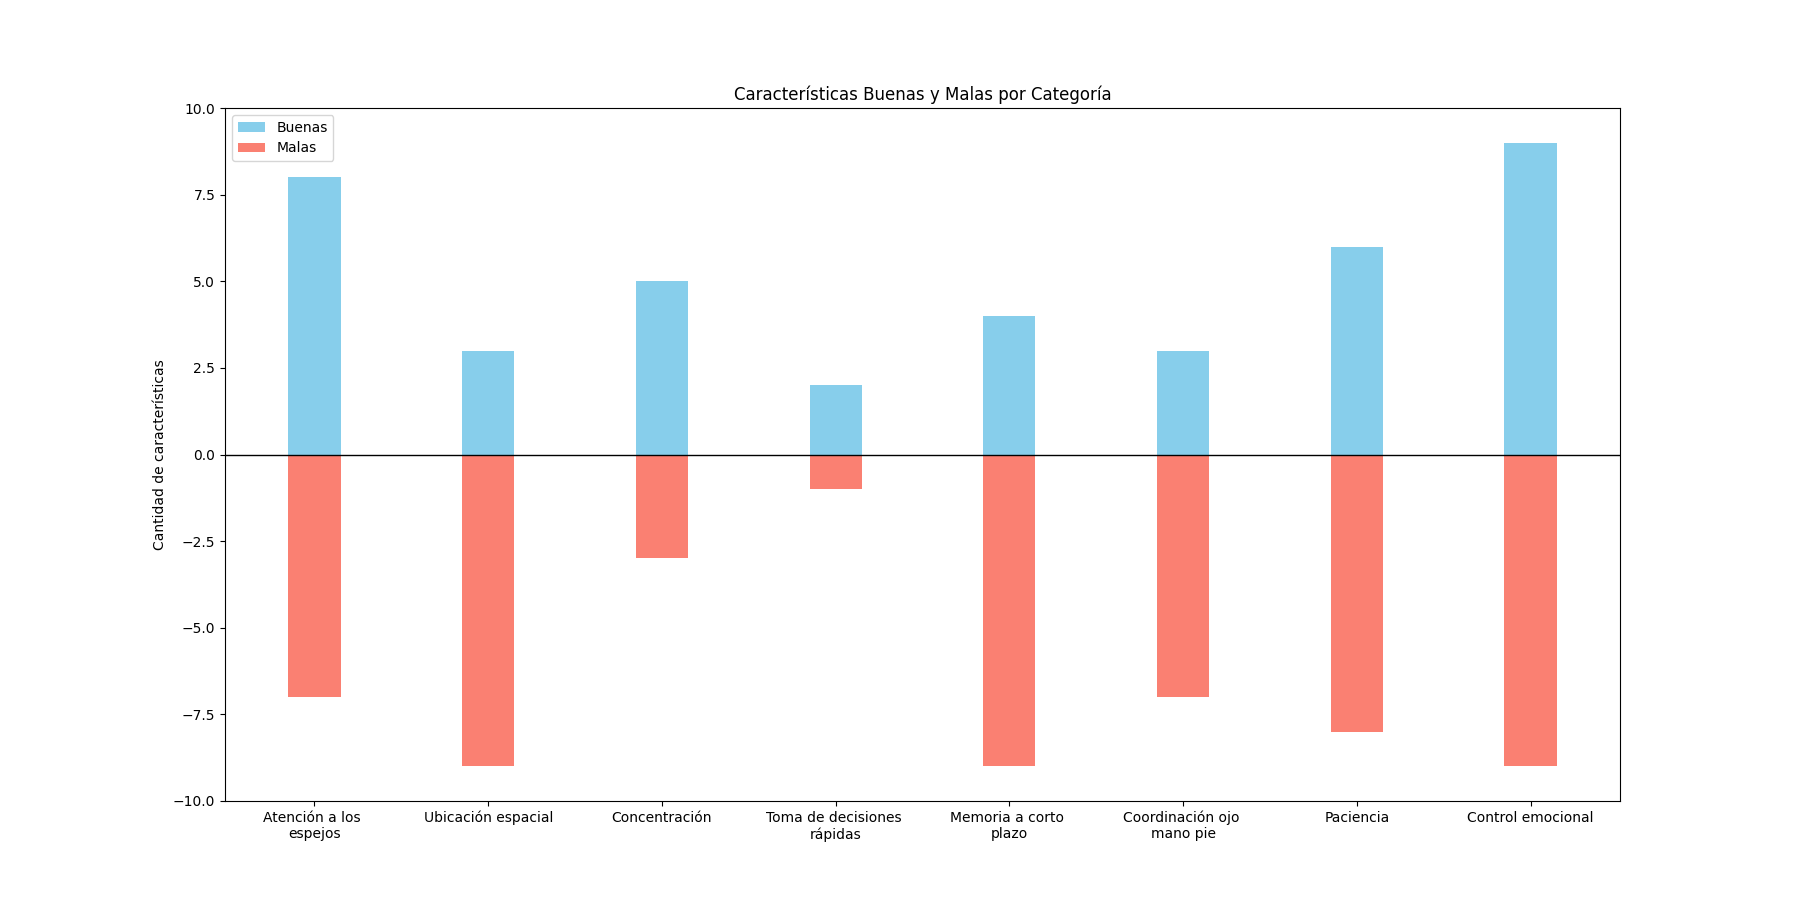 Características Buenas y Malas por Categoría
Buenas
Malas
Cantidad de características
10.0
7.5
5.0
2.5
0.0
−2.5
−5.0
−7.5
−10.0
Atención a los
espejos
Ubicación espacial
Concentración
Toma de decisiones
rápidas
Memoria a corto
plazo
Coordinación ojo
mano pie
Paciencia
Control emocional